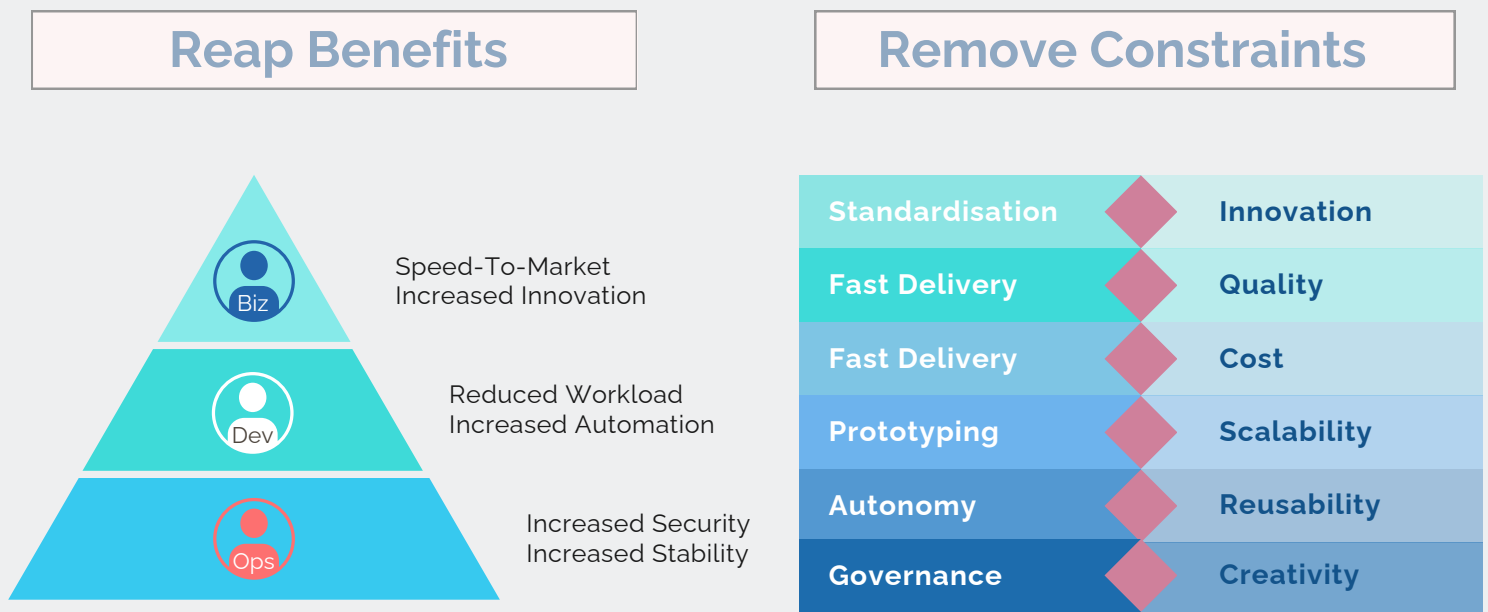 Reap Benefits
Biz
Speed-To-Market
Increased Innovation
Dev
Reduced Workload
Increased Automation
Ops
Increased Security
Increased Stability
Remove Constraints
Standardisation Innovation
Fast Delivery Quality
Fast Delivery Cost
Prototyping Scalability
Autonomy Reusability
Governance Creativity